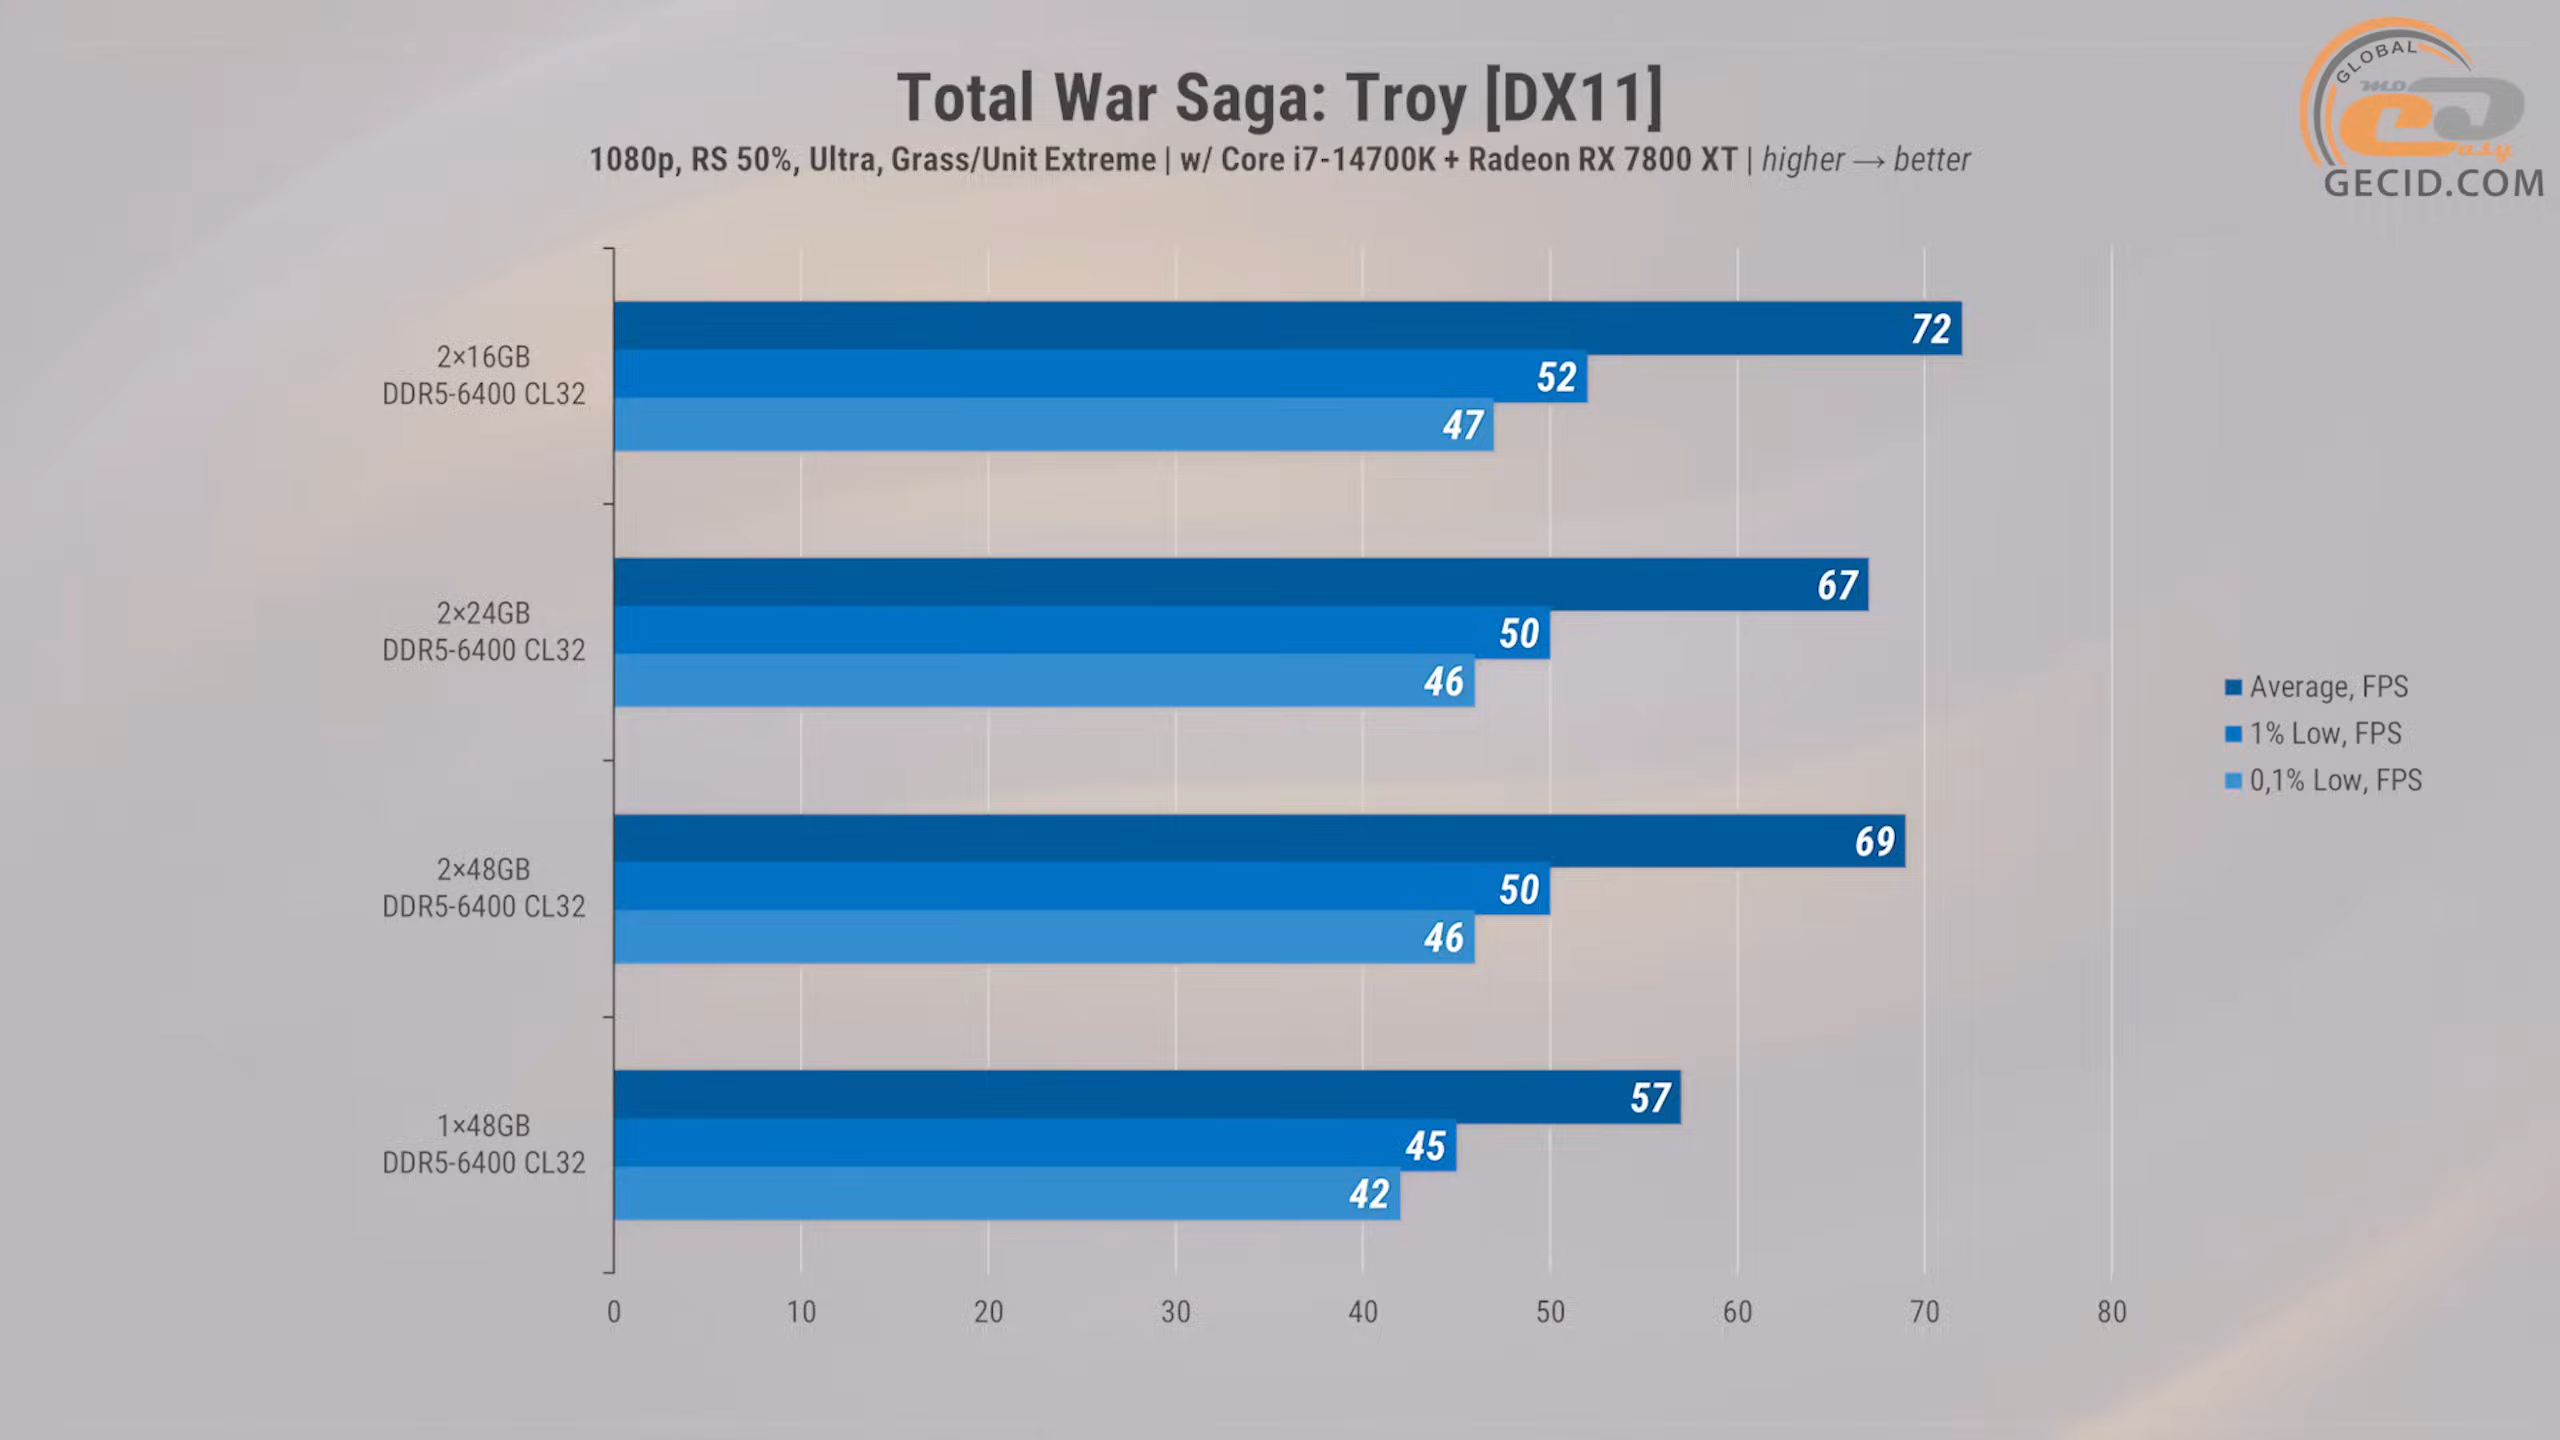 GLOBAL
MO
easy
GECID.COM
Total War Saga: Troy [DX11]
1080p, RS 50%, Ultra, Grass/Unit Extreme | w/ Core i7-14700K + Radeon RX 7800 XT | higher → better
2×16GB
DDR5-6400 CL32
72
52
47
2×24GB
DDR5-6400 CL32
67
50
46
2×48GB
DDR5-6400 CL32
69
50
46
1×48GB
DDR5-6400 CL32
57
45
42
Average, FPS
1% Low, FPS
0,1% Low, FPS
0 10 20 30 40 50 60 70 80